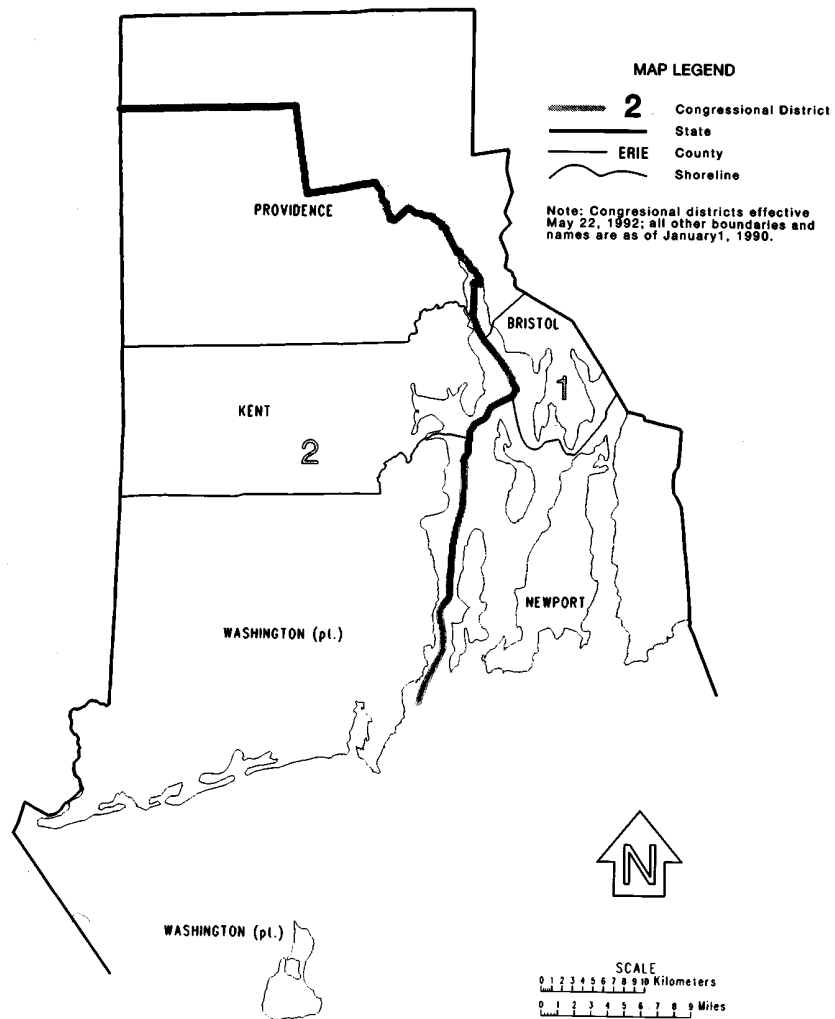 MAP LEGEND
2 Congressional District
State
ERIE County
Shoreline
Note: Congresional districts effective
May 22, 1992; all other boundaries and
names are as of January1, 1990.
PROVIDENCE
BRISTOL
1
KENT
2
NEWPORT
WASHINGTON (pt.)
N
WASHINGTON (pt.)
SCALE
0 1 2 3 4 5 6 7 8 9 10 Kilometers
0 1 2 3 4 5 6 7 8 9 Miles